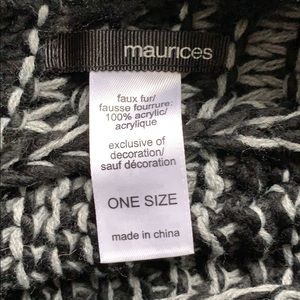 maurices
faux fur/
fausse fourrure:
100% acrylic/
acrylique
exclusive of
decoration/
sauf décoration
ONE SIZE
made in china